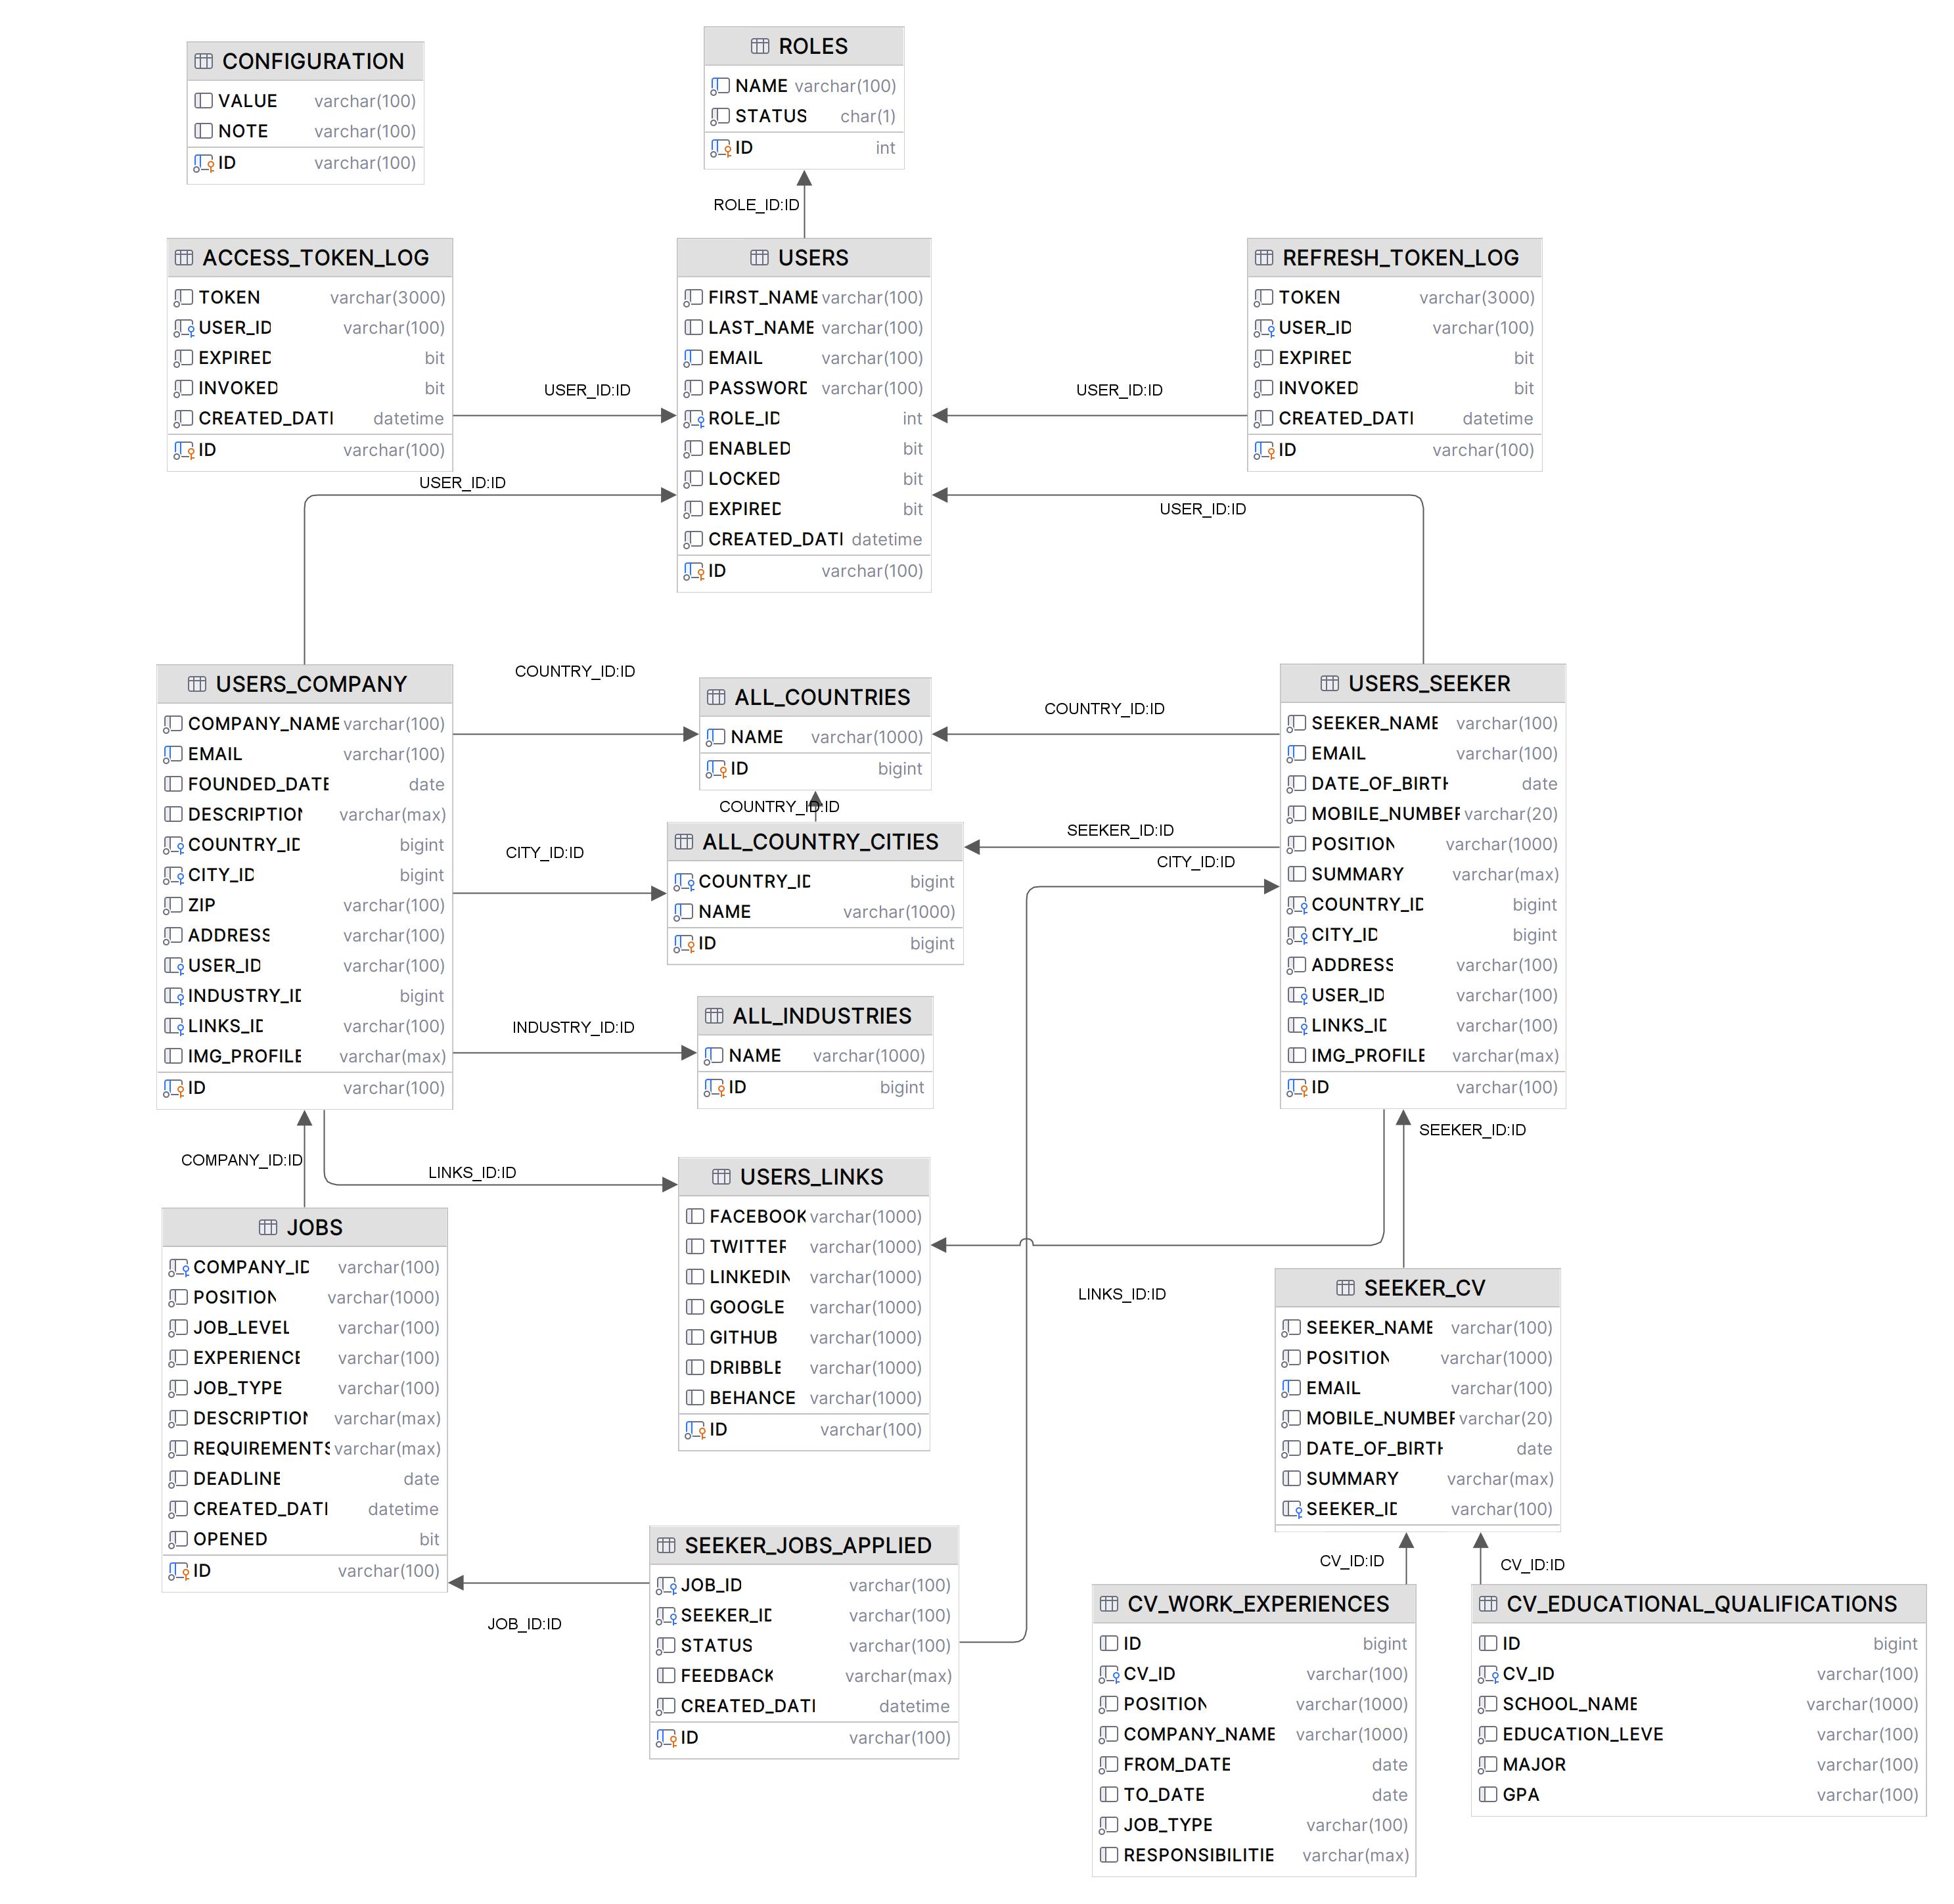 CONFIGURATION
VALUE varchar(100)
NOTE varchar(100)
ID varchar(100)
ROLES
NAME varchar(100)
STATUS char(1)
ID int
ROLE_ID:ID
ACCESS_TOKEN_LOG
TOKEN varchar(3000)
USER_ID varchar(100)
EXPIRED bit
INVOKED bit
CREATED_DATI datetime
ID varchar(100)
USER_ID:ID
USERS
FIRST_NAME varchar(100)
LAST_NAME varchar(100)
EMAIL varchar(100)
PASSWORD varchar(100)
ROLE_ID int
ENABLED bit
LOCKED bit
EXPIRED bit
CREATED_DATI datetime
ID varchar(100)
USER_ID:ID
REFRESH_TOKEN_LOG
TOKEN varchar(3000)
USER_ID varchar(100)
EXPIRED bit
INVOKED bit
CREATED_DATI datetime
ID varchar(100)
USER_ID:ID
USER_ID:ID
USERS_COMPANY
COMPANY_NAME varchar(100)
EMAIL varchar(100)
FOUNDED_DATE date
DESCRIPTION varchar(max)
COUNTRY_ID bigint
CITY_ID bigint
ZIP varchar(100)
ADDRESS varchar(100)
USER_ID varchar(100)
INDUSTRY_ID bigint
LINKS_ID varchar(100)
IMG_PROFILE varchar(max)
ID varchar(100)
COUNTRY_ID:ID
ALL_COUNTRIES
NAME varchar(1000)
ID bigint
COUNTRY_ID:ID
COUNTRY_ID:ID
CITY_ID:ID
ALL_COUNTRY_CITIES
COUNTRY_ID bigint
NAME varchar(1000)
ID bigint
SEEKER_ID:ID
CITY_ID:ID
INDUSTRY_ID:ID
ALL_INDUSTRIES
NAME varchar(1000)
ID bigint
USERS_SEEKER
SEEKER_NAME varchar(100)
EMAIL varchar(100)
DATE_OF_BIRTH date
MOBILE_NUMBER varchar(20)
POSITION varchar(1000)
SUMMARY varchar(max)
COUNTRY_ID bigint
CITY_ID bigint
ADDRESS varchar(100)
USER_ID varchar(100)
LINKS_ID varchar(100)
IMG_PROFILE varchar(max)
ID varchar(100)
SEEKER_ID:ID
COMPANY_ID:ID
LINKS_ID:ID
USERS_LINKS
FACEBOOK varchar(1000)
TWITTER varchar(1000)
LINKEDIN varchar(1000)
GOOGLE varchar(1000)
GITHUB varchar(1000)
DRIBBLE varchar(1000)
BEHANCE varchar(1000)
ID varchar(100)
LINKS_ID:ID
JOBS
COMPANY_ID varchar(100)
POSITION varchar(1000)
JOB_LEVEL varchar(100)
EXPERIENCE varchar(100)
JOB_TYPE varchar(100)
DESCRIPTION varchar(max)
REQUIREMENTS varchar(max)
DEADLINE date
CREATED_DATI datetime
OPENED bit
ID varchar(100)
JOB_ID:ID
SEEKER_JOBS_APPLIED
JOB_ID varchar(100)
SEEKER_ID varchar(100)
STATUS varchar(100)
FEEDBACK varchar(max)
CREATED_DATI datetime
ID varchar(100)
SEEKER_CV
SEEKER_NAME varchar(100)
POSITION varchar(1000)
EMAIL varchar(100)
MOBILE_NUMBER varchar(20)
DATE_OF_BIRTH date
SUMMARY varchar(max)
SEEKER_ID varchar(100)
CV_ID:ID
CV_ID:ID
CV_WORK_EXPERIENCES
ID bigint
CV_ID varchar(100)
POSITION varchar(1000)
COMPANY_NAME varchar(1000)
FROM_DATE date
TO_DATE date
JOB_TYPE varchar(100)
RESPONSIBILITIE varchar(max)
CV_EDUCATIONAL_QUALIFICATIONS
ID bigint
CV_ID varchar(100)
SCHOOL_NAME varchar(1000)
EDUCATION_LEVE varchar(100)
MAJOR varchar(100)
GPA varchar(100)